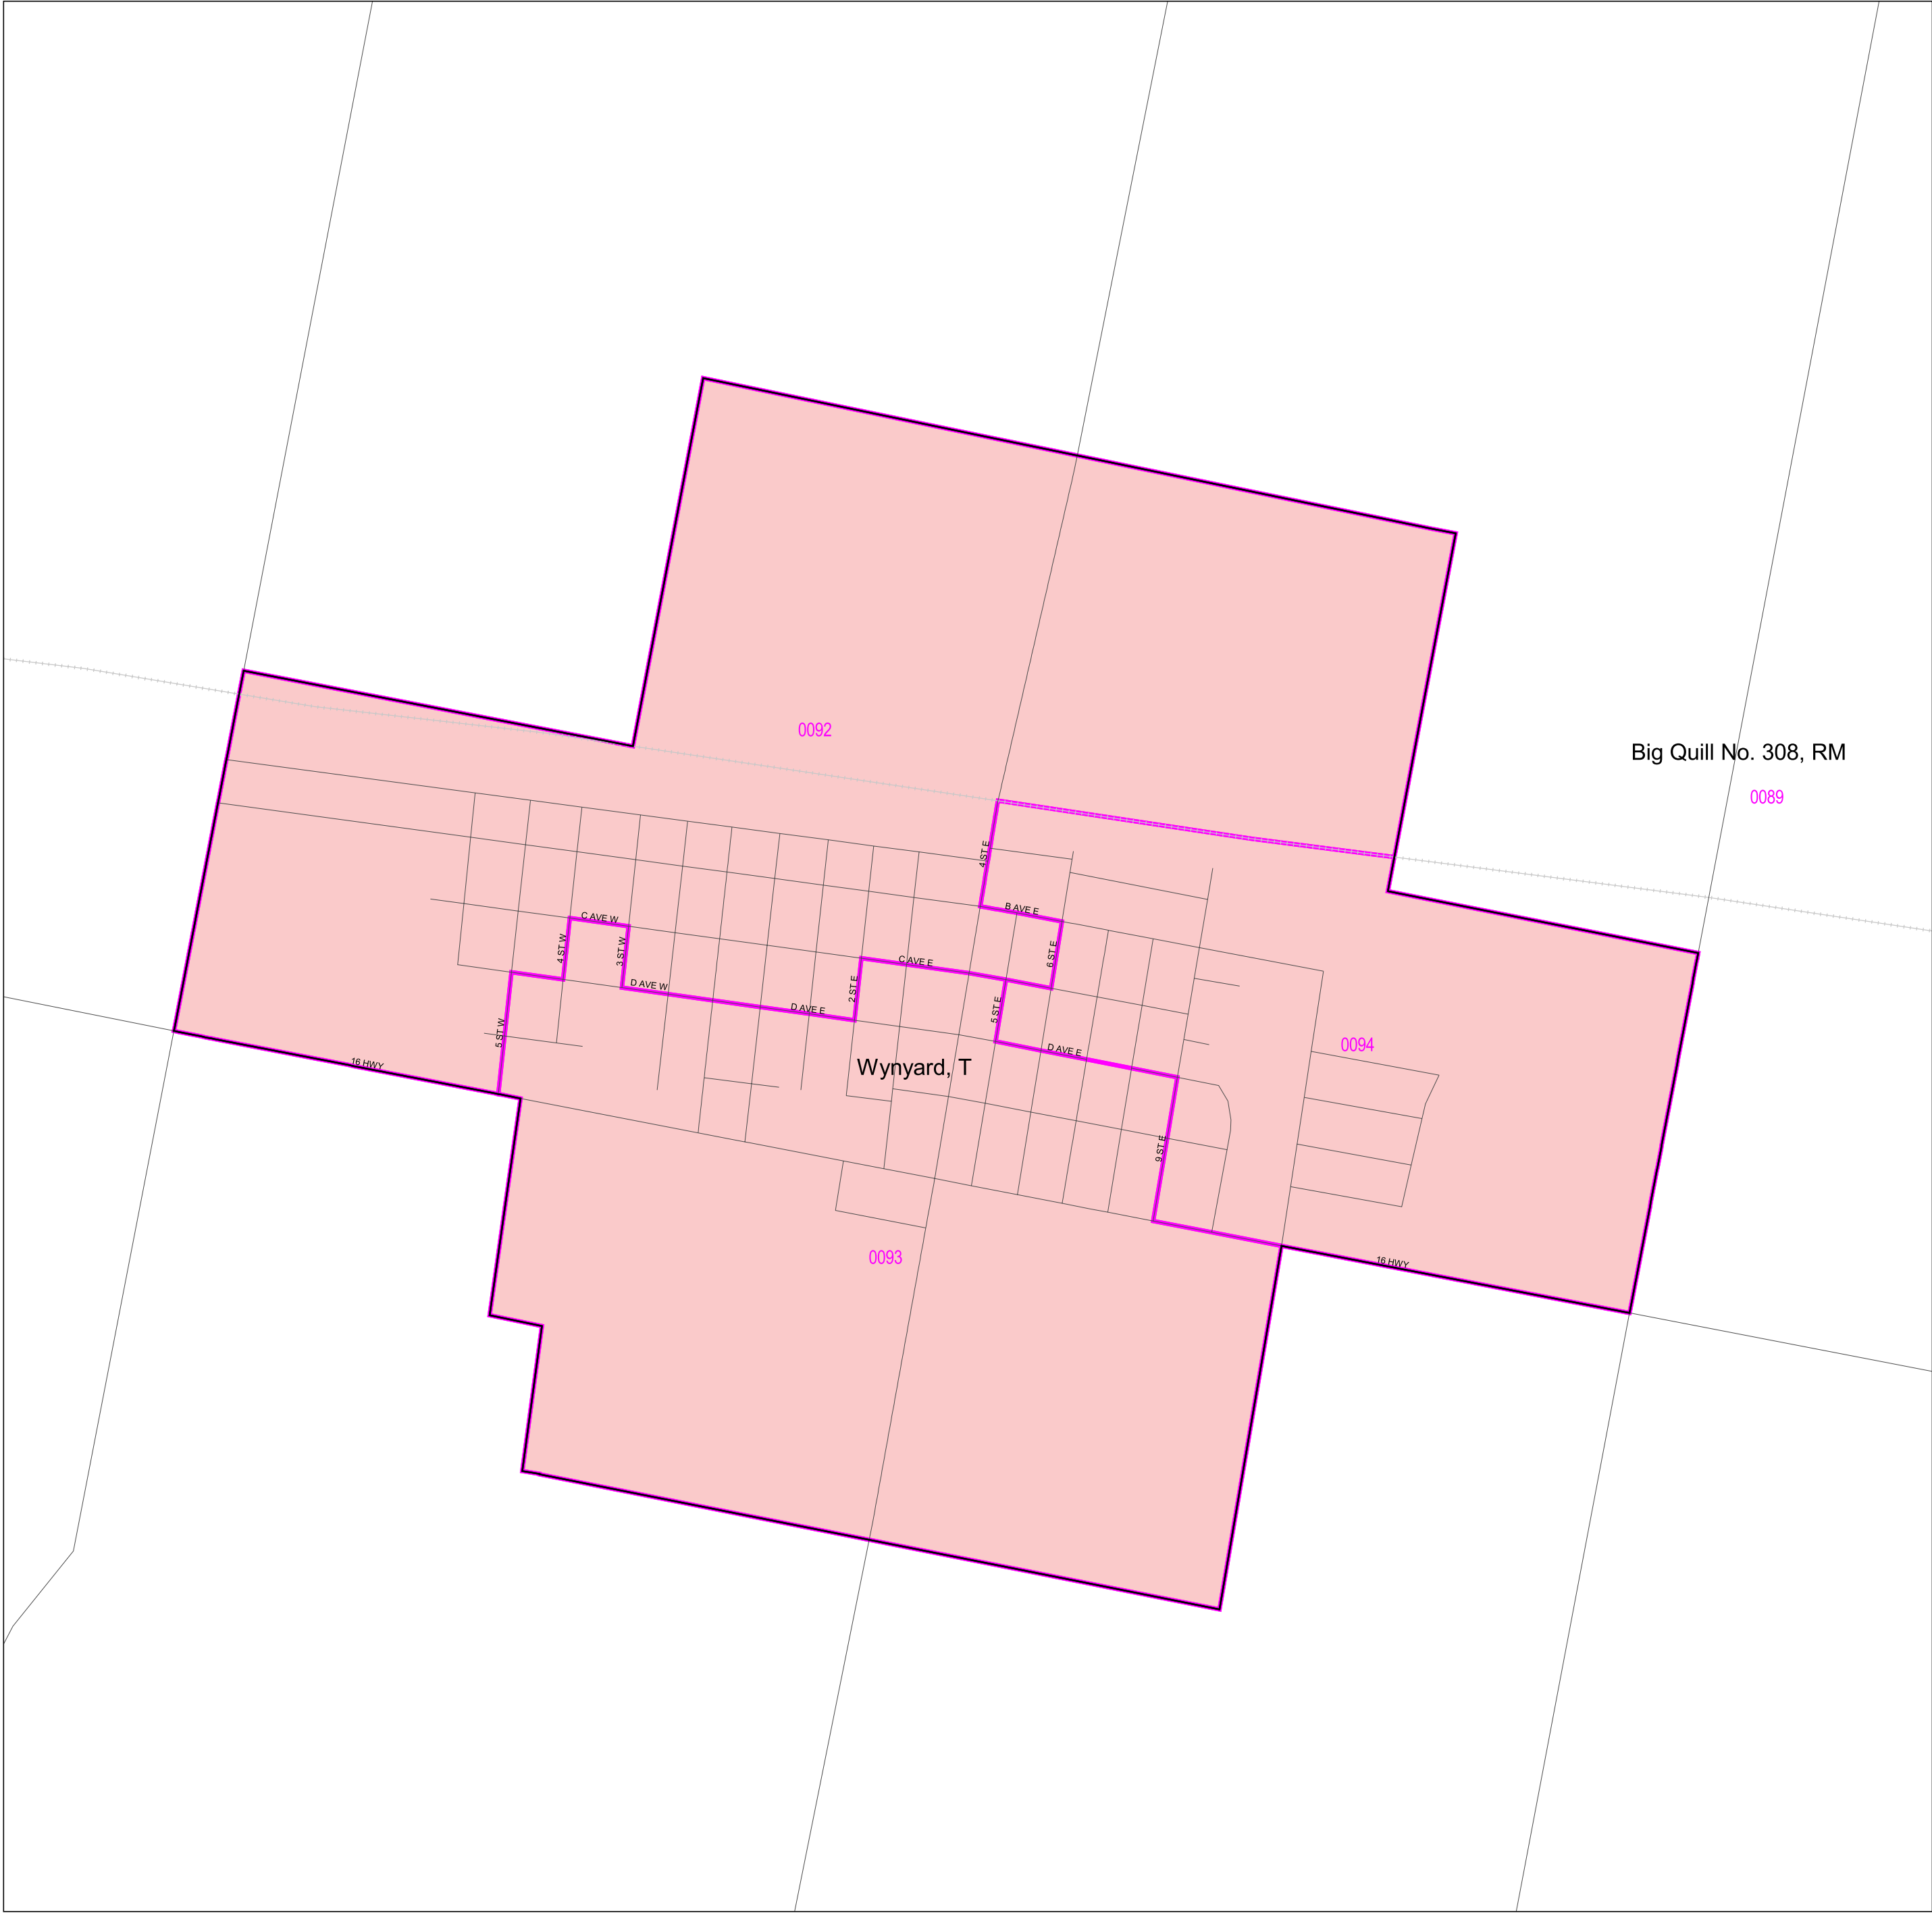 0092
Big Quill No. 308, RM
0089
4 ST E
B AVE E
C AVE W
4 ST W
3 ST W
6 ST E
C AVE E
D AVE W
2 ST E
D AVE E
5 ST E
5 ST W
D AVE E
0094
16 HWY
Wynyard, T
9 ST E
0093
16 HWY